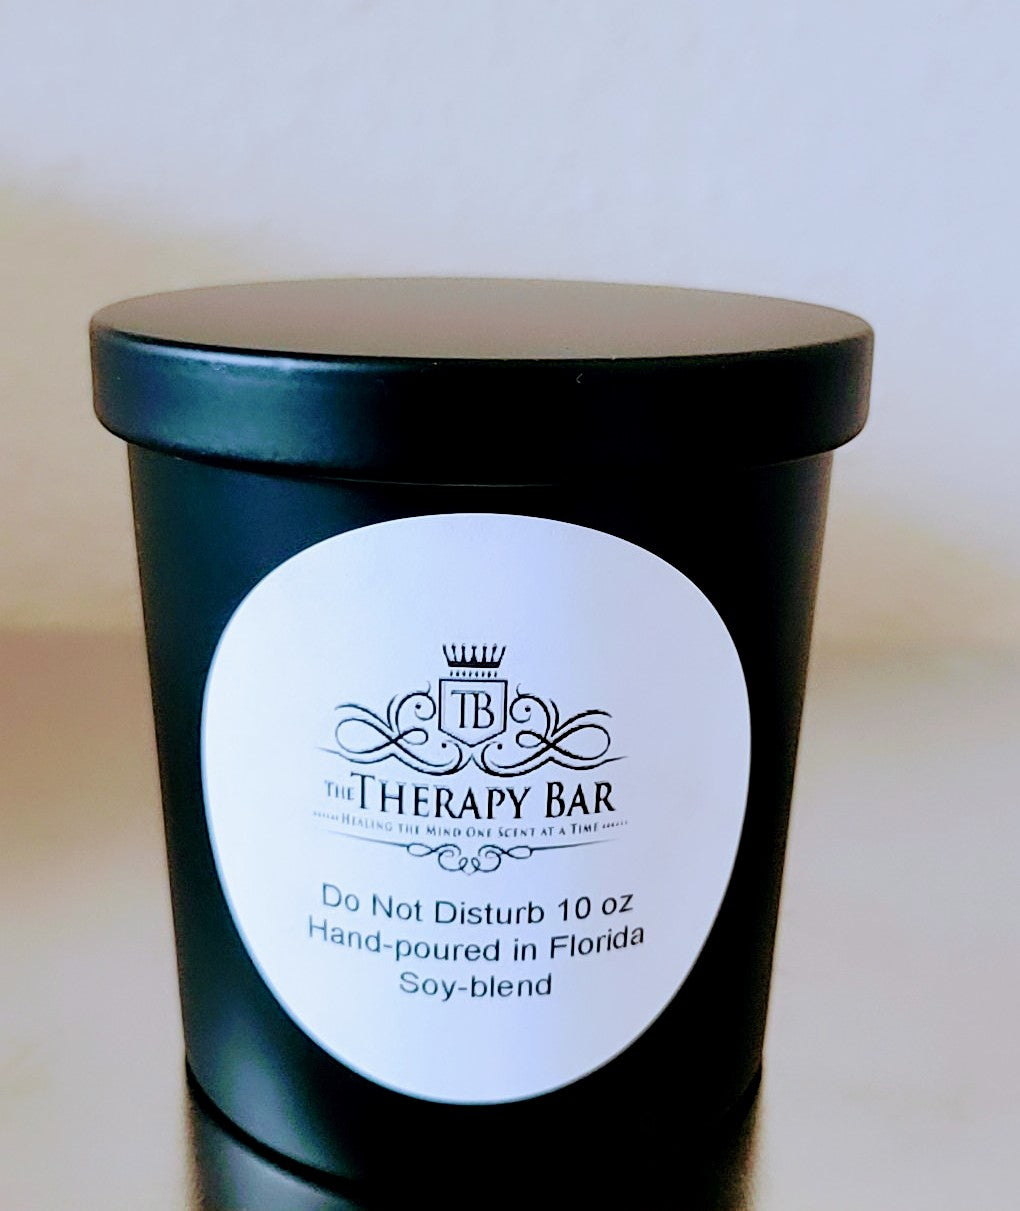 TB
THE THERAPY BAR
HEALING THE MIND ONE SCENT AT A TIME
Do Not Disturb 10 oz
Hand-poured in Florida
Soy-blend